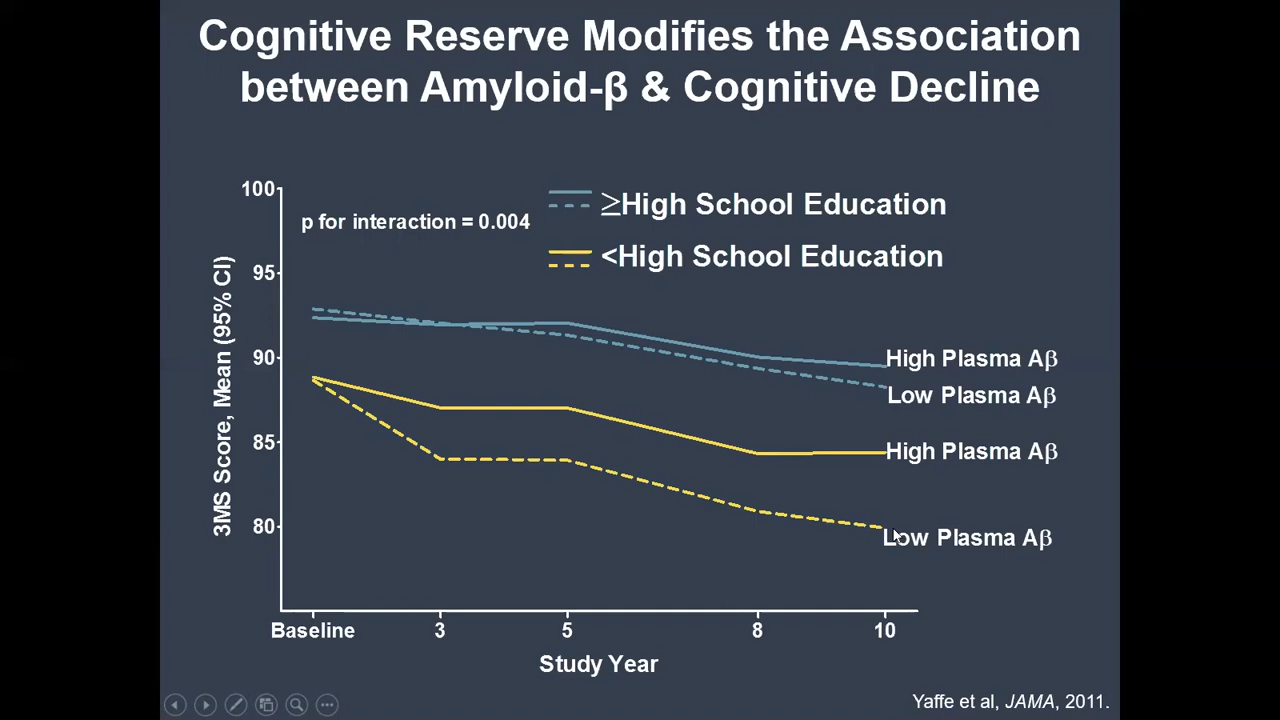 Cognitive Reserve Modifies the Association
between Amyloid-β & Cognitive Decline
100
95
90
85
80
3MS Score, Mean (95% CI)
p for interaction = 0.004
≥High School Education
<High School Education
High Plasma Aβ
Low Plasma Aβ
High Plasma Aβ
Low Plasma Aβ
Baseline 3 5 8 10
Study Year
Yaffe et al, JAMA, 2011.